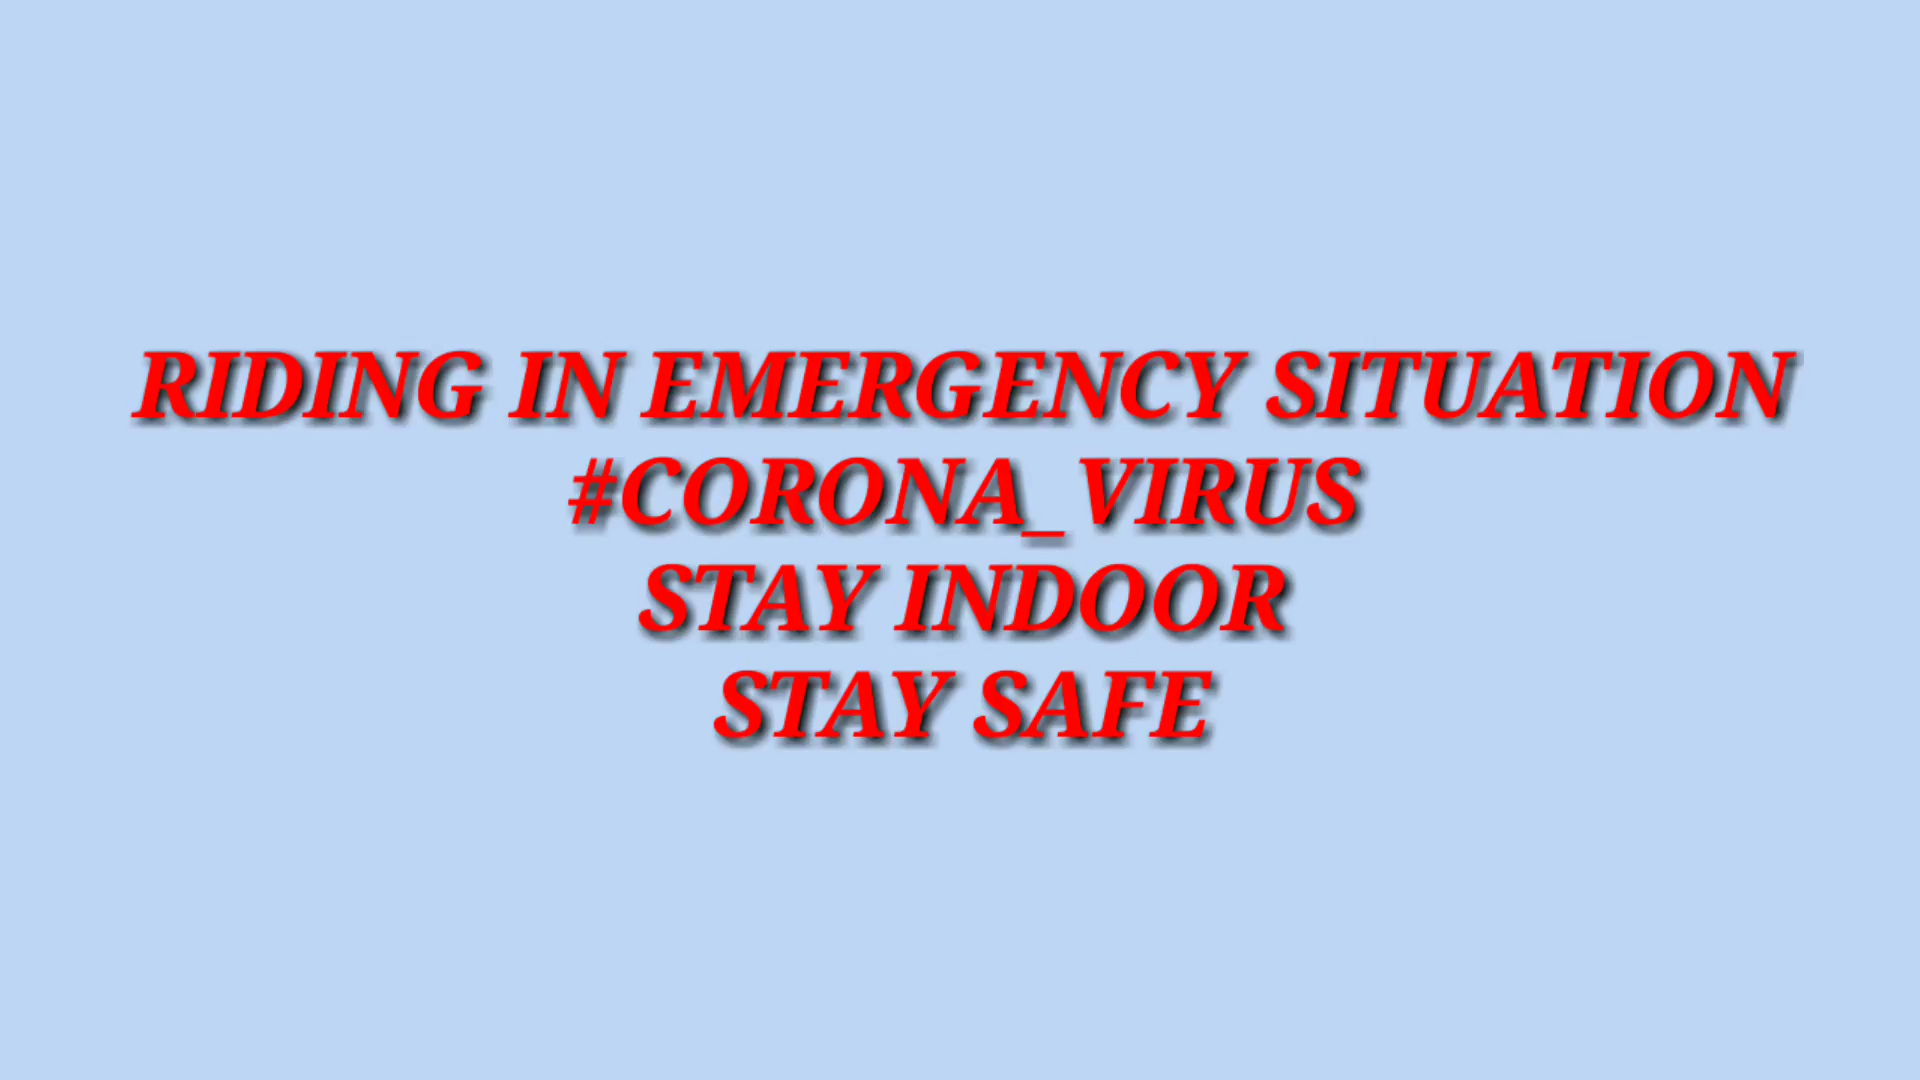 RIDING IN EMERGENCY SITUATION
#CORONA_VIRUS
STAY INDOOR
STAY SAFE